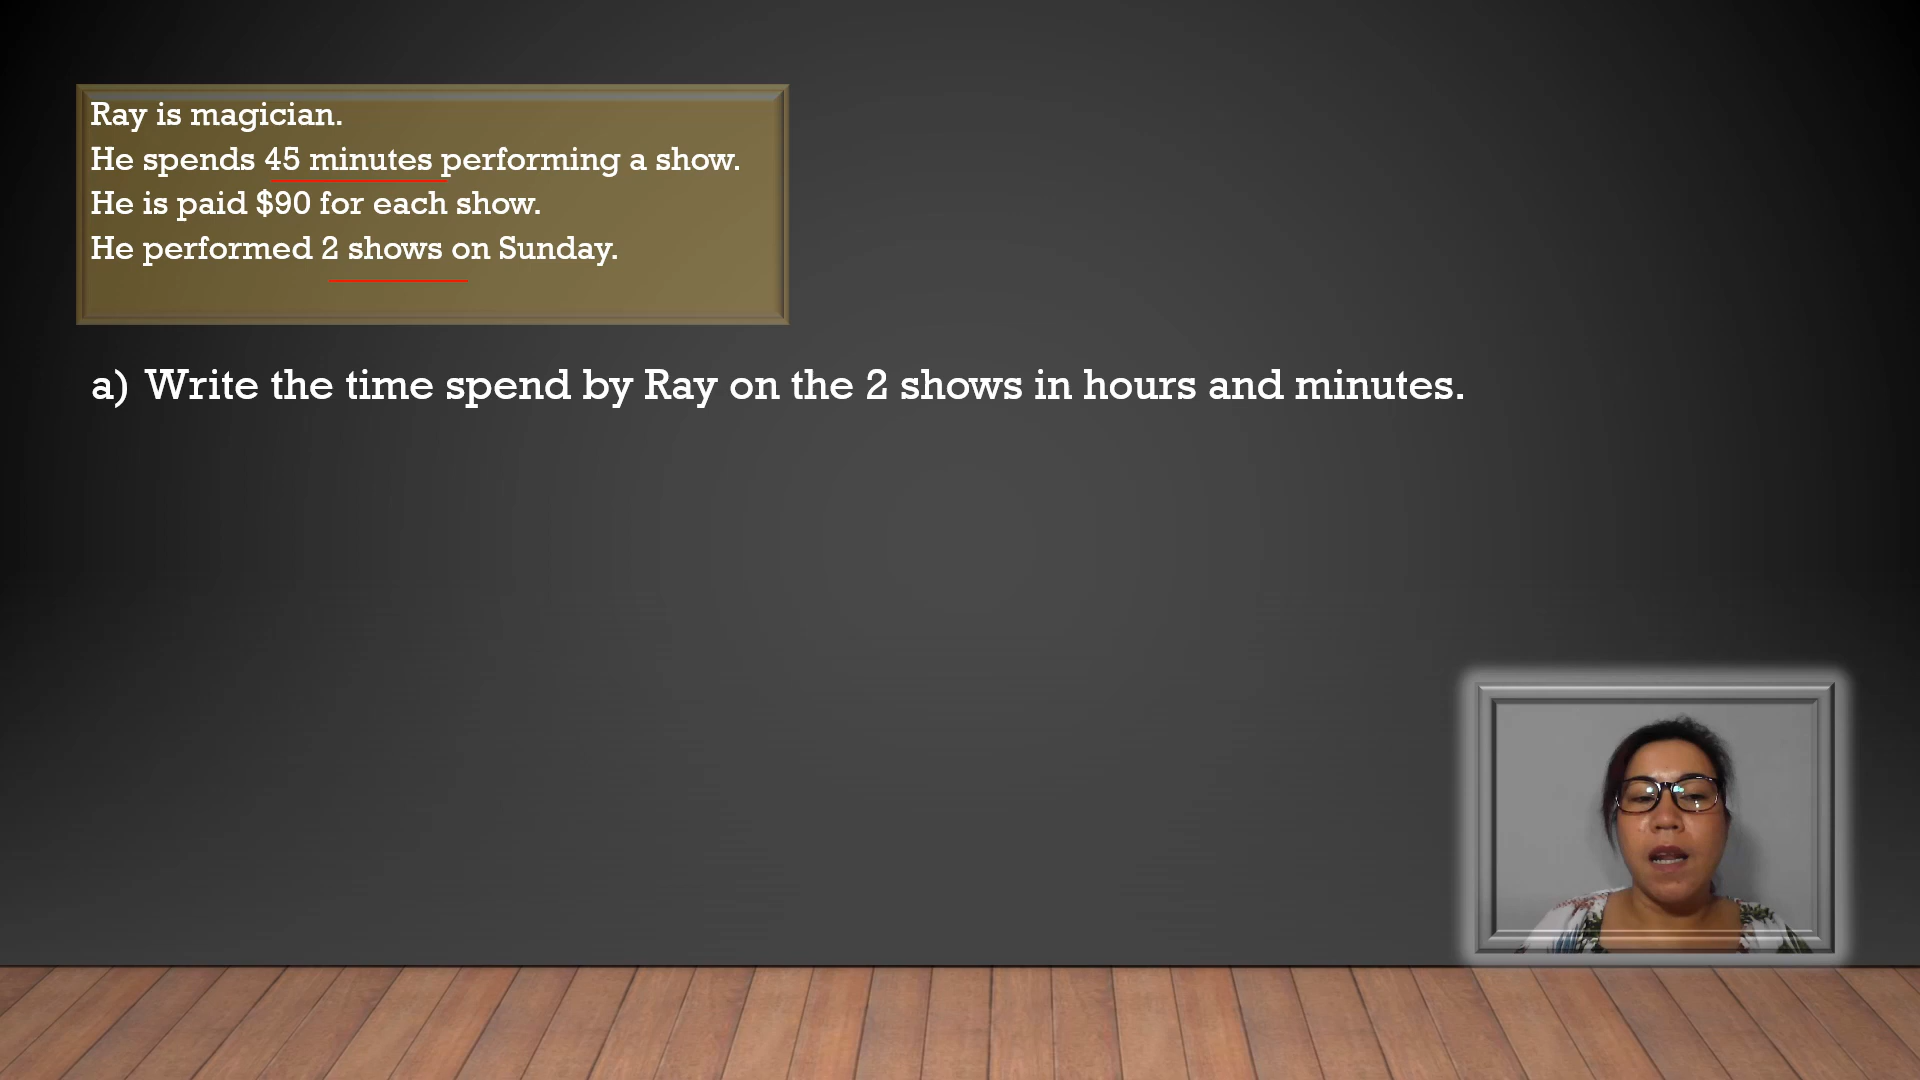 Ray is magician.
He spends 45 minutes performing a show.
He is paid $90 for each show.
He performed 2 shows on Sunday.
a) Write the time spend by Ray on the 2 shows in hours and minutes.